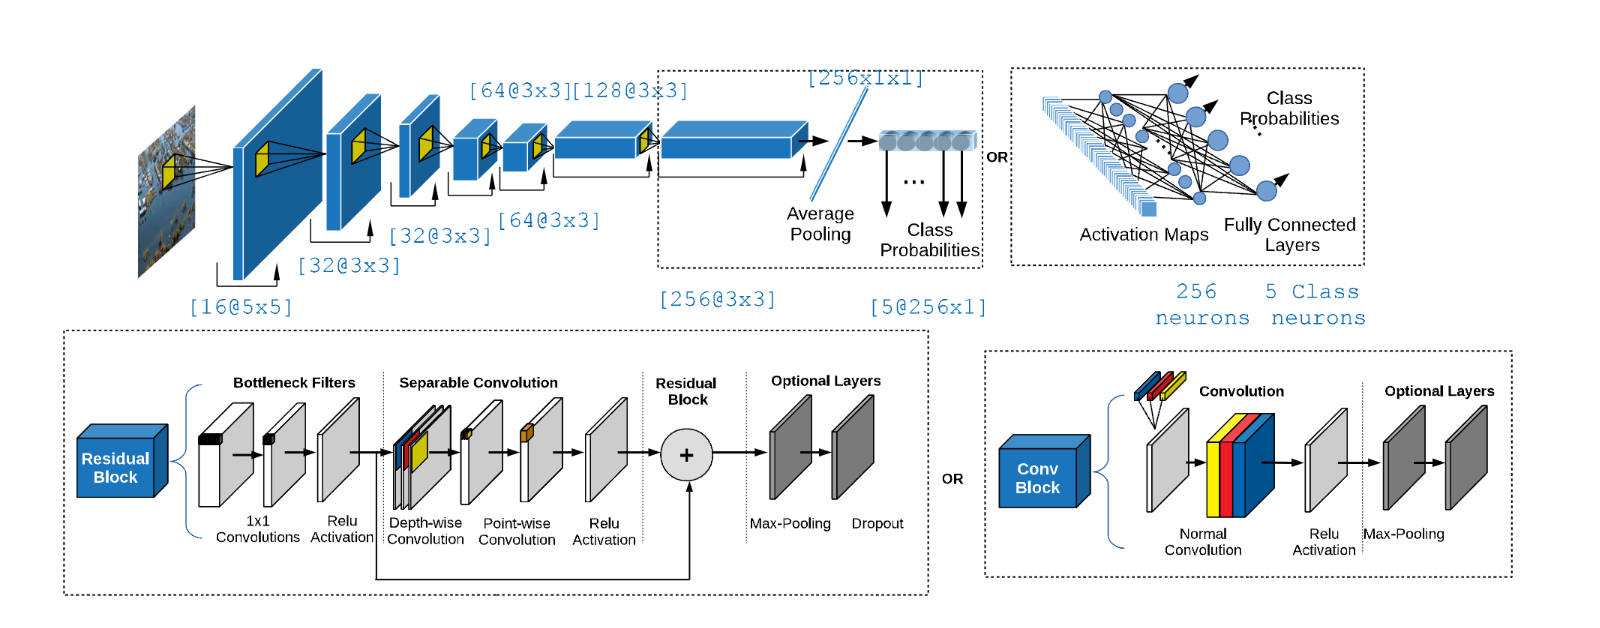 [256x1x1]
[64@3x3][128@3x3]
Class
Probabilities
OR
...
Average
Pooling
Class
Probabilities
Activation Maps
Fully Connected
Layers
[64@3x3]
[32@3x3]
[32@3x3]
[16@5x5]
[256@3x3]
[5@256x1]
256
neurons
5 Class
neurons
Bottleneck Filters
Separable Convolution
Residual
Block
Optional Layers
Residual
Block
+
1x1
Convolutions
Relu
Activation
Depth-wise
Convolution
Point-wise
Convolution
Relu
Activation
Max-Pooling
Dropout
OR
Convolution
Optional Layers
Conv
Block
Normal
Convolution
Relu
Activation
Max-Pooling